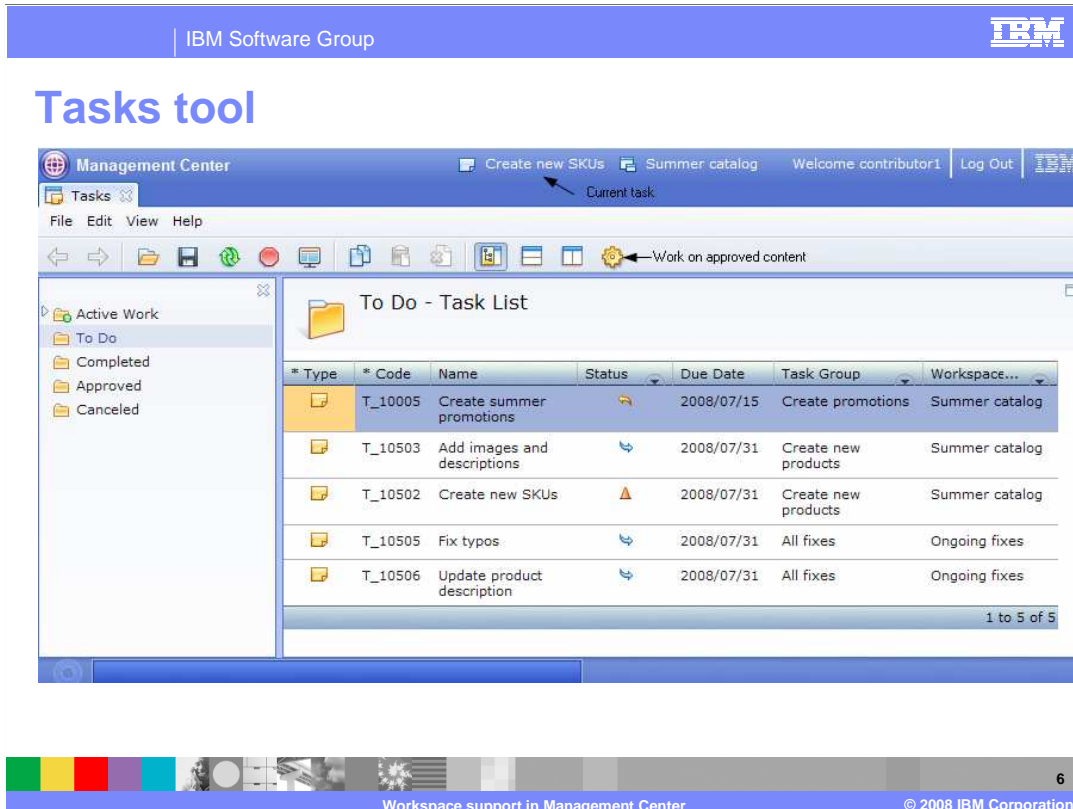 IBM Software Group
IBM
Tasks tool
Management Center
Create new SKUs
Summer catalog
Welcome contributor1
Log Out
IBM
Current task
Tasks
File Edit View Help
Work on approved content
Active Work
To Do
Completed
Approved
Canceled
To Do - Task List
* Type * Code Name Status Due Date Task Group Workspace...
T_10005 Create summer promotions 2008/07/15 Create promotions Summer catalog
T_10503 Add images and descriptions 2008/07/31 Create new products Summer catalog
T_10502 Create new SKUs 2008/07/31 Create new products Summer catalog
T_10505 Fix typos 2008/07/31 All fixes Ongoing fixes
T_10506 Update product description 2008/07/31 All fixes Ongoing fixes
1 to 5 of 5
6
Workspace support in Management Center
© 2008 IBM Corporation